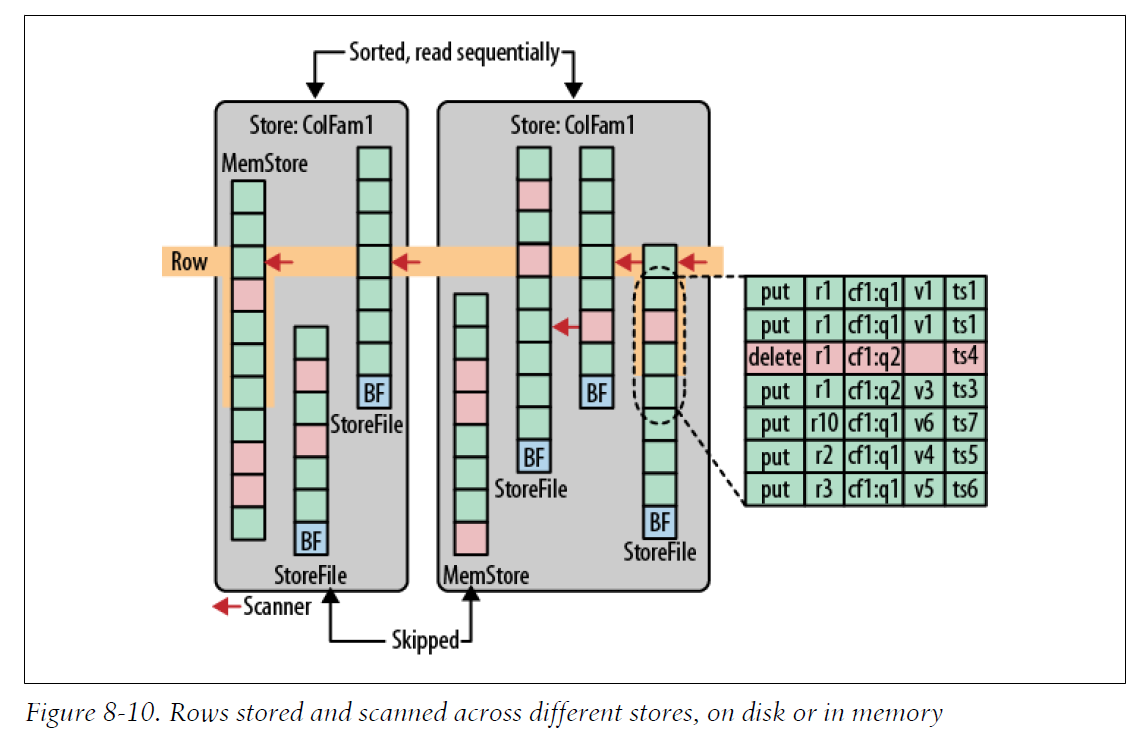 Sorted, read sequentially
Store: ColFam1
Store: ColFam1
MemStore
Row
BF
StoreFile
BF
StoreFile
BF
StoreFile
BF
MemStore
BF
StoreFile
put r1 cf1:q1 v1 ts1
put r1 cf1:q1 v1 ts1
delete r1 cf1:q2 ts4
put r1 cf1:q2 v3 ts3
put r10 cf1:q1 v6 ts7
put r2 cf1:q1 v4 ts5
put r3 cf1:q1 v5 ts6
Scanner
Skipped
Figure 8-10. Rows stored and scanned across different stores, on disk or in memory